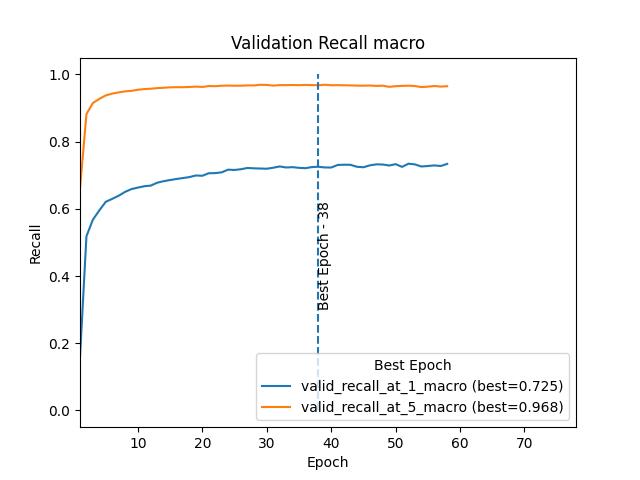 Validation Recall macro
Recall
1.0
0.8
0.6
0.4
0.2
0.0
Best Epoch - 38
Best Epoch
valid_recall_at_1_macro (best=0.725)
valid_recall_at_5_macro (best=0.968)
10 20 30 40 50 60 70
Epoch